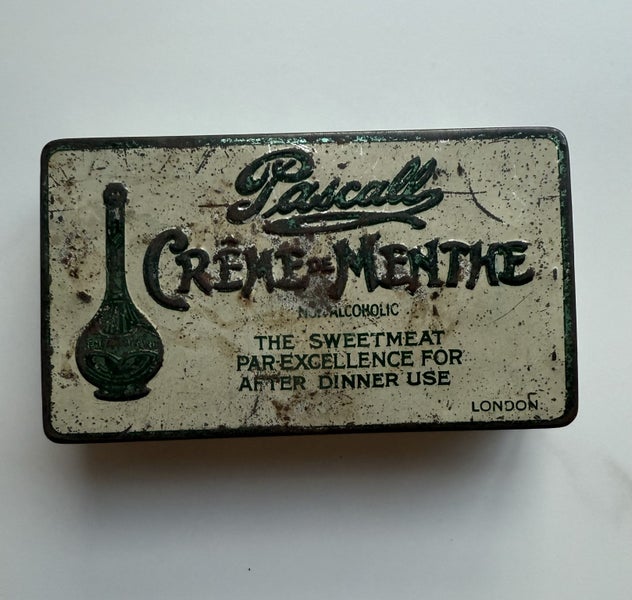 Pascall
CRÊME DE MENTHE
NON ALCOHOLIC
THE SWEETMEAT
PAR-EXCELLENCE FOR
AFTER DINNER USE
LONDON.